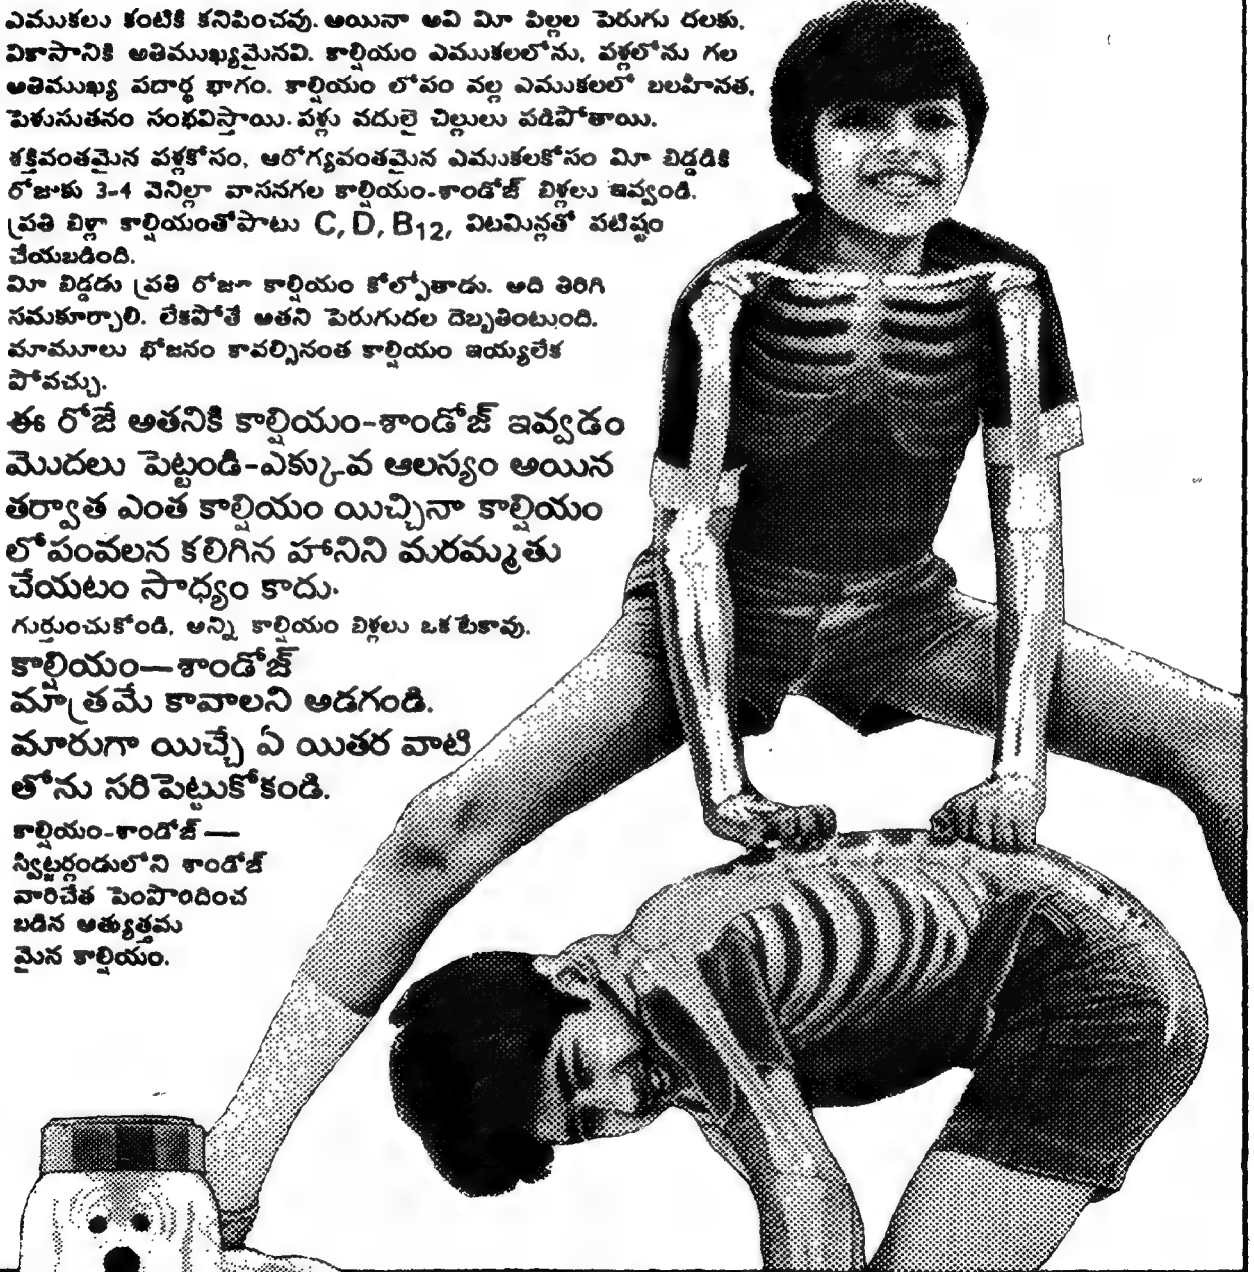 ఎముకలు కంటికి కనిపించవు. అయినా అవి మీ పిల్లల పెరుగు దలకు,
వికాసానికి అతిముఖ్యమైనవి. కాల్షియం ఎముకలలోను, పళ్లలోను గల
అతిముఖ్య పదార్థ భాగం. కాల్షియం లోపం వల్ల ఎముకలలో బలహీనత,
పెళుసుతనం సంభవిస్తాయి. పళ్లు వదులై చిల్లులు పడిపోతాయి.
శక్తివంతమైన పళ్లకోసం, ఆరోగ్యవంతమైన ఎముకలకోసం మీ బిడ్డడికి
రోజుకు 3-4 వెనిల్లా వాసనగల కాల్షియం-శాండోజ్ బిళ్లలు ఇవ్వండి.
ప్రతి బిళ్లా కాల్షియంతోపాటు C, D, B12, విటమిన్లతో పటిష్టం
చేయబడింది.
మీ బిడ్డడు ప్రతి రోజూ కాల్షియం కోల్పోతాడు. అది తిరిగి
సమకూర్చాలి. లేకపోతే అతని పెరుగుదల దెబ్బతింటుంది.
మామూలు భోజనం కావల్సినంత కాల్షియం ఇయ్యలేక
పోవచ్చు.
ఈ రోజే అతనికి కాల్షియం-శాండోజ్ ఇవ్వడం
మొదలు పెట్టండి-ఎక్కువ ఆలస్యం అయిన
తర్వాత ఎంత కాల్షియం యిచ్చినా కాల్షియం
లోపంవలన కలిగిన హానిని మరమ్మతు
చేయటం సాధ్యం కాదు.
గుర్తుంచుకోండి, అన్ని కాల్షియం బిళ్లలు ఒకటేకావు.
కాల్షియం—శాండోజ్
మాత్రమే కావాలని అడగండి.
మారుగా యిచ్చే ఏ యితర వాటి
తోను సరిపెట్టుకోకండి.
కాల్షియం-శాండోజ్—
స్విట్జర్లండులోని శాండోజ్
వారిచేత పెంపొందించ
బడిన అత్యుత్తమ
మైన కాల్షియం.